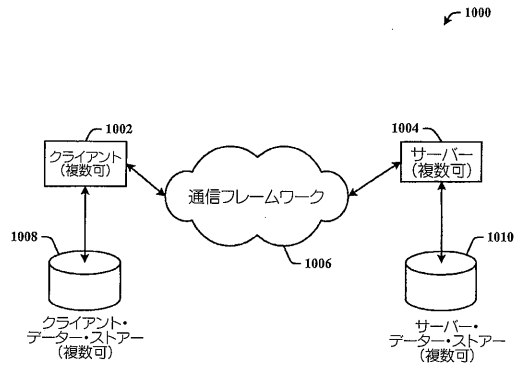 1000
1002
クライアント
(複数可)
1004
サーバー
(複数可)
通信フレームワーク
1006
1008
クライアント・
データー・ストアー
(複数可)
1010
サーバー・
データー・ストアー
(複数可)